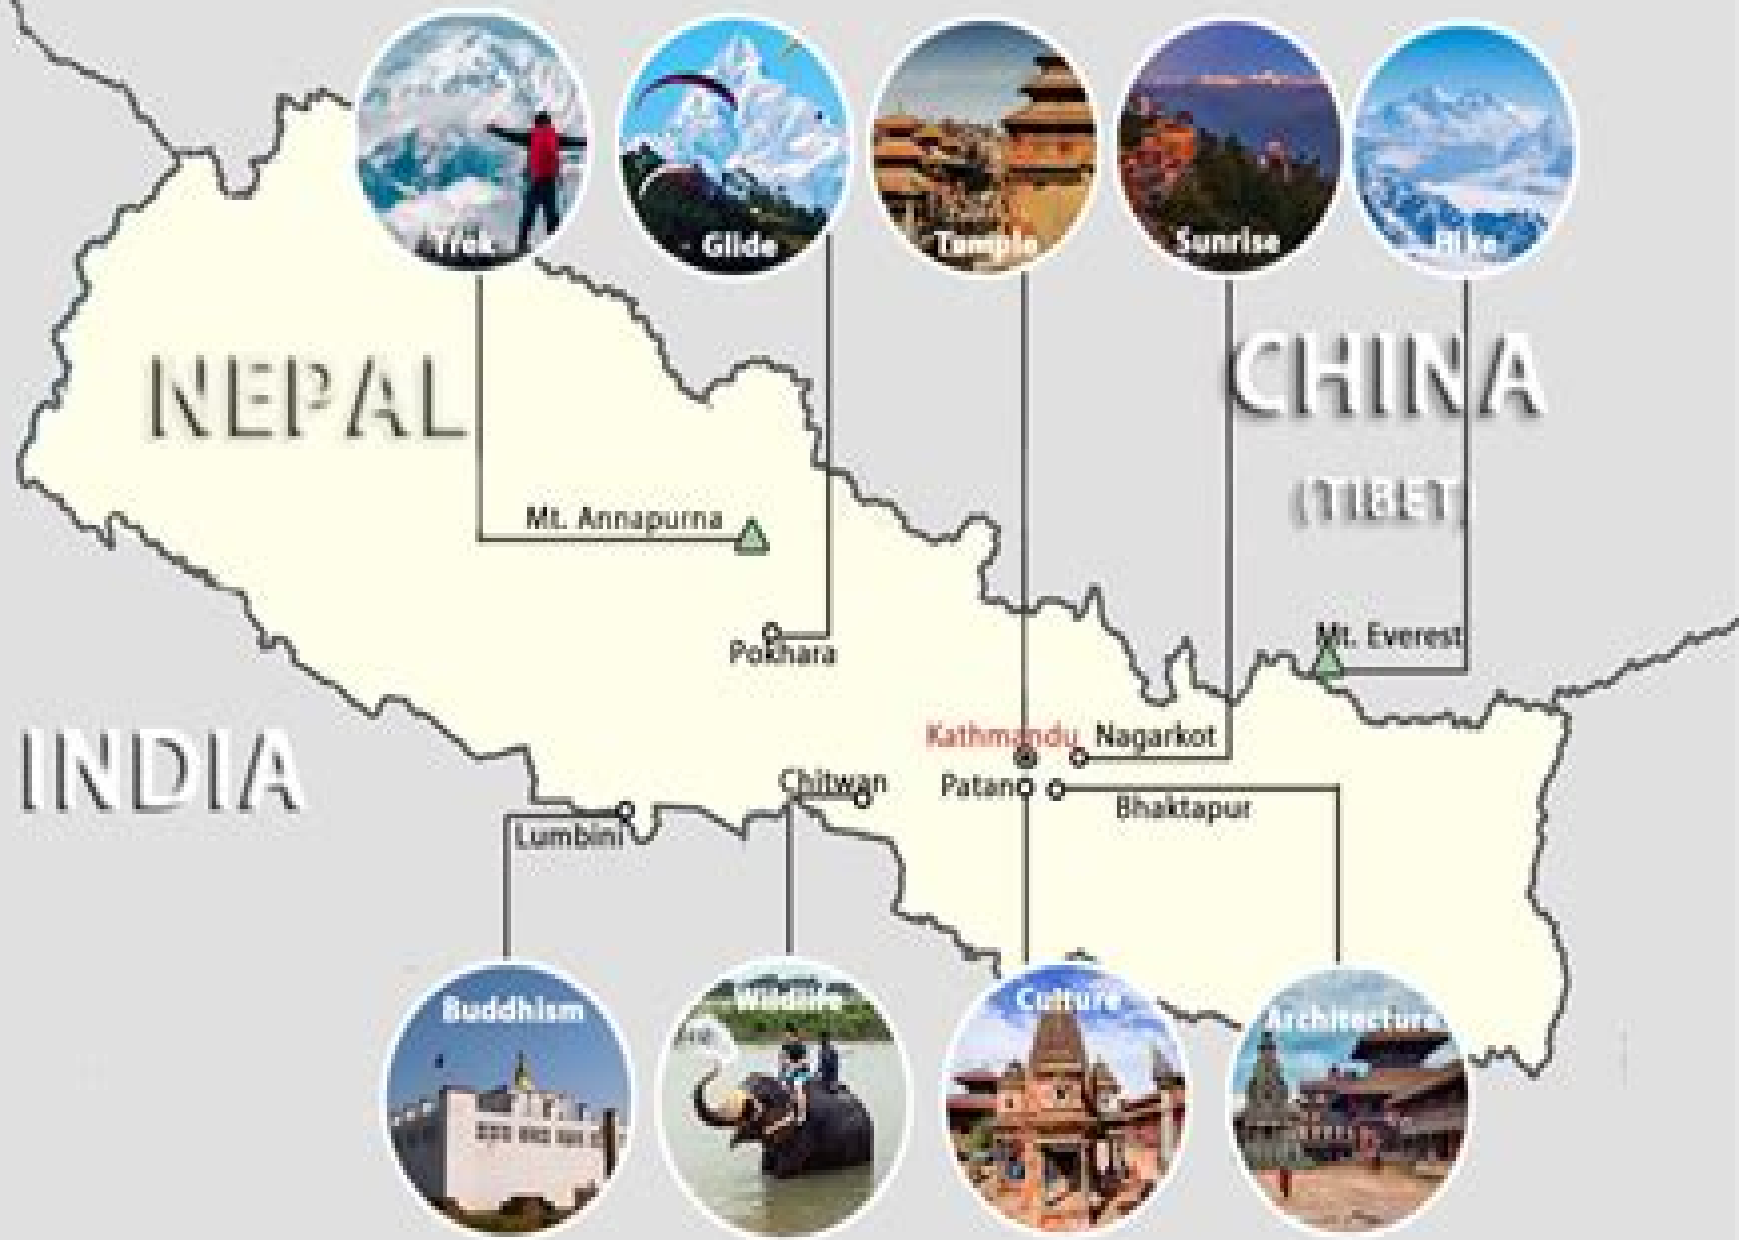 Trek
Glide
Temple
Sunrise
Hike
NEPAL
CHINA
(TIBET)
Mt. Annapurna
Pokhara
Mt. Everest
Kathmandu
Nagarkot
INDIA
Chitwan
Patan
Bhaktapur
Lumbini
Buddhism
Wildlife
Culture
Architecture